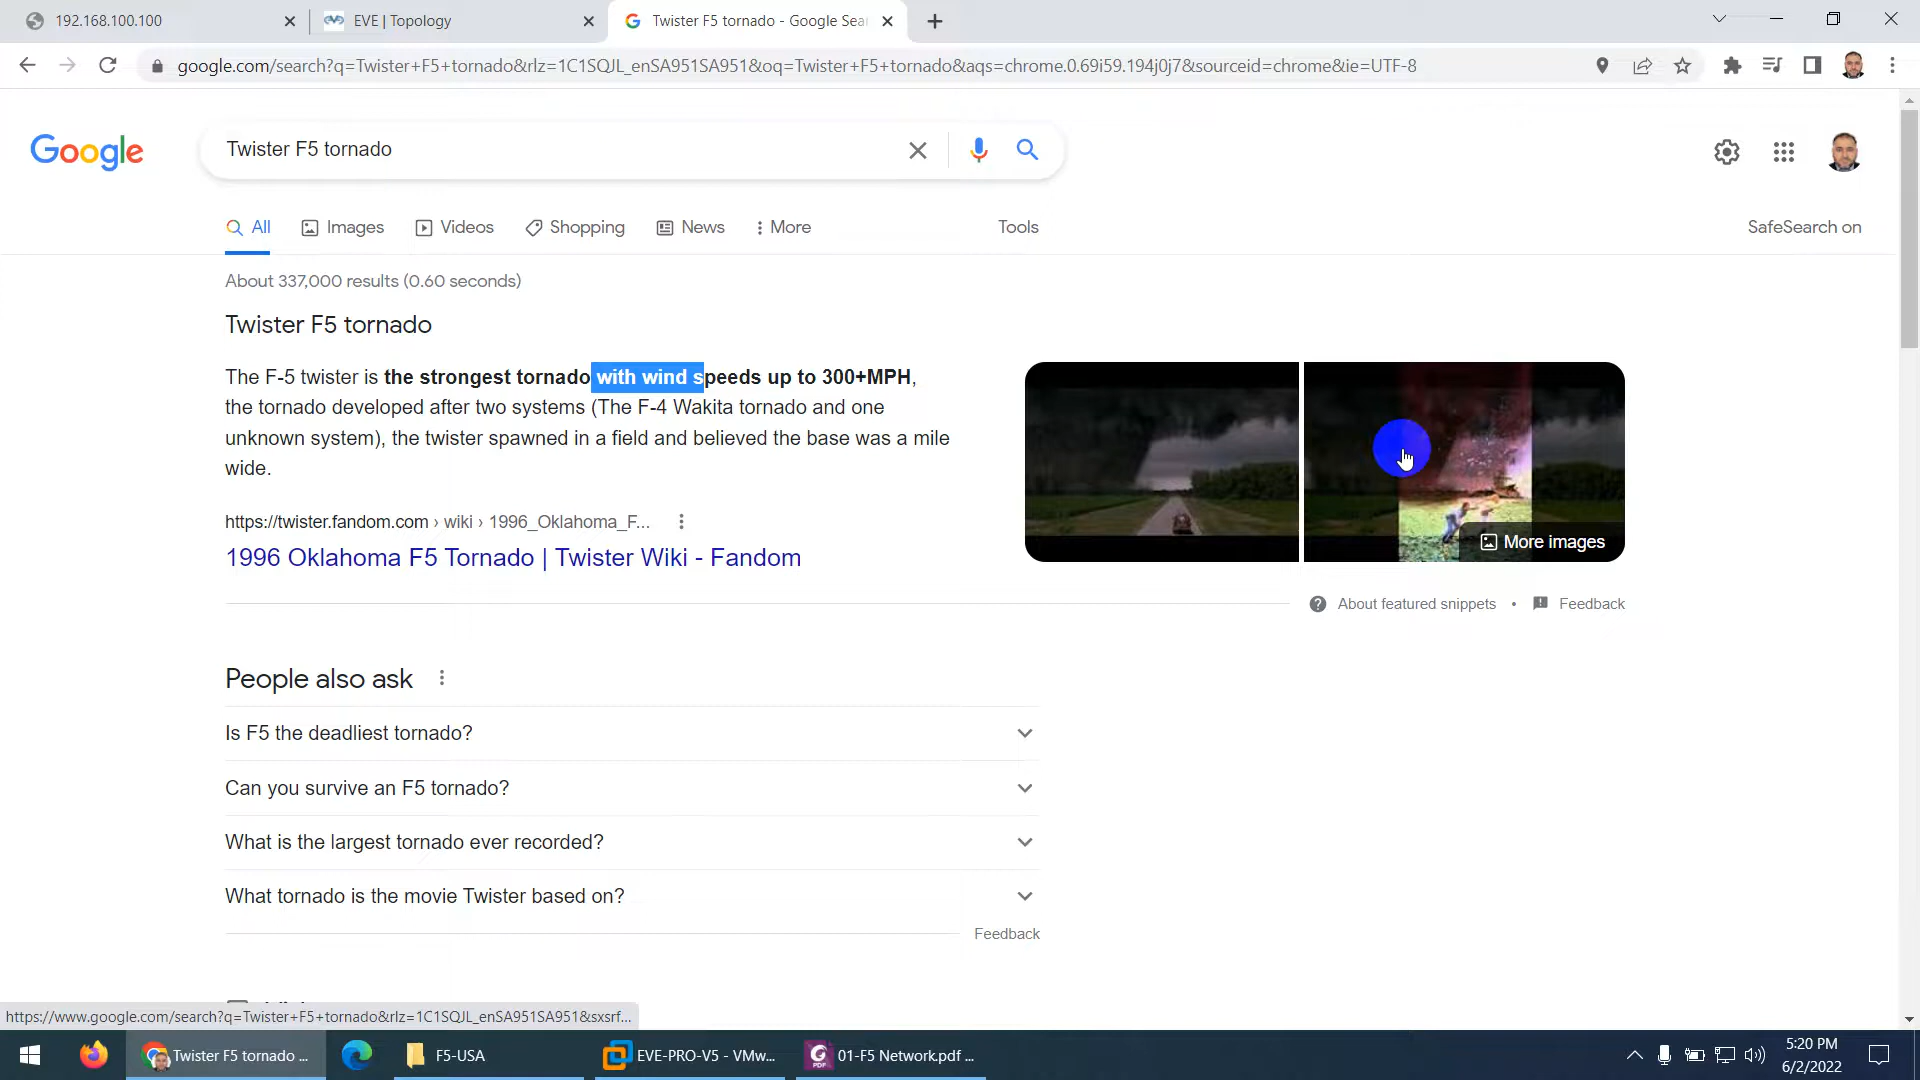 192.168.100.100
EVE | Topology
Twister F5 tornado - Google Sea
google.com/search?q=Twister+F5+tornado&rlz=1C1SQJL_enSA951SA951&oq=Twister+F5+tornado&aqs=chrome.0.69i59.194j0j7&sourceid=chrome&ie=UTF-8
Google
Twister F5 tornado
All
Images
Videos
Shopping
News
More
Tools
SafeSearch on
About 337,000 results (0.60 seconds)
Twister F5 tornado
The F-5 twister is the strongest tornado with wind speeds up to 300+MPH,
the tornado developed after two systems (The F-4 Wakita tornado and one
unknown system), the twister spawned in a field and believed the base was a mile
wide.
More images
https://twister.fandom.com › wiki › 1996_Oklahoma_F...
1996 Oklahoma F5 Tornado | Twister Wiki - Fandom
About featured snippets • Feedback
People also ask
Is F5 the deadliest tornado?
Can you survive an F5 tornado?
What is the largest tornado ever recorded?
What tornado is the movie Twister based on?
Feedback
https://www.google.com/search?q=Twister+F5+tornado&rlz=1C1SQJL_enSA951SA951&sxsrf...
Twister F5 tornado ...
F5-USA
EVE-PRO-V5 - VMw...
PDF
01-F5 Network.pdf ...
5:20 PM
6/2/2022